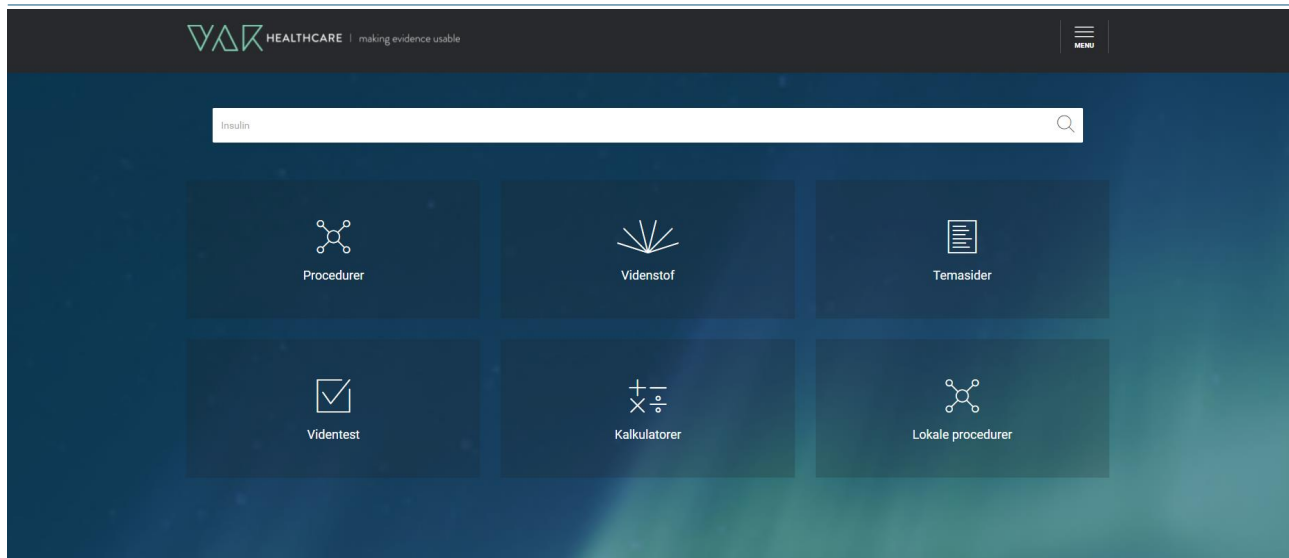 VAR HEALTHCARE | making evidence usable
MENU
Insulin
Procedurer
Videnstof
Temasider
Videntest
Kalkulatorer
Lokale procedurer